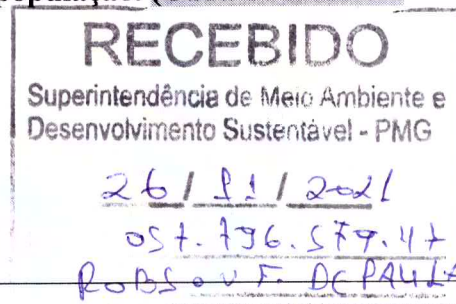 RECEBIDO
Superintendência de Meio Ambiente e
Desenvolvimento Sustentável - PMG
26/11/2021
057.796.579.47
ROBSON F. DE PAULA